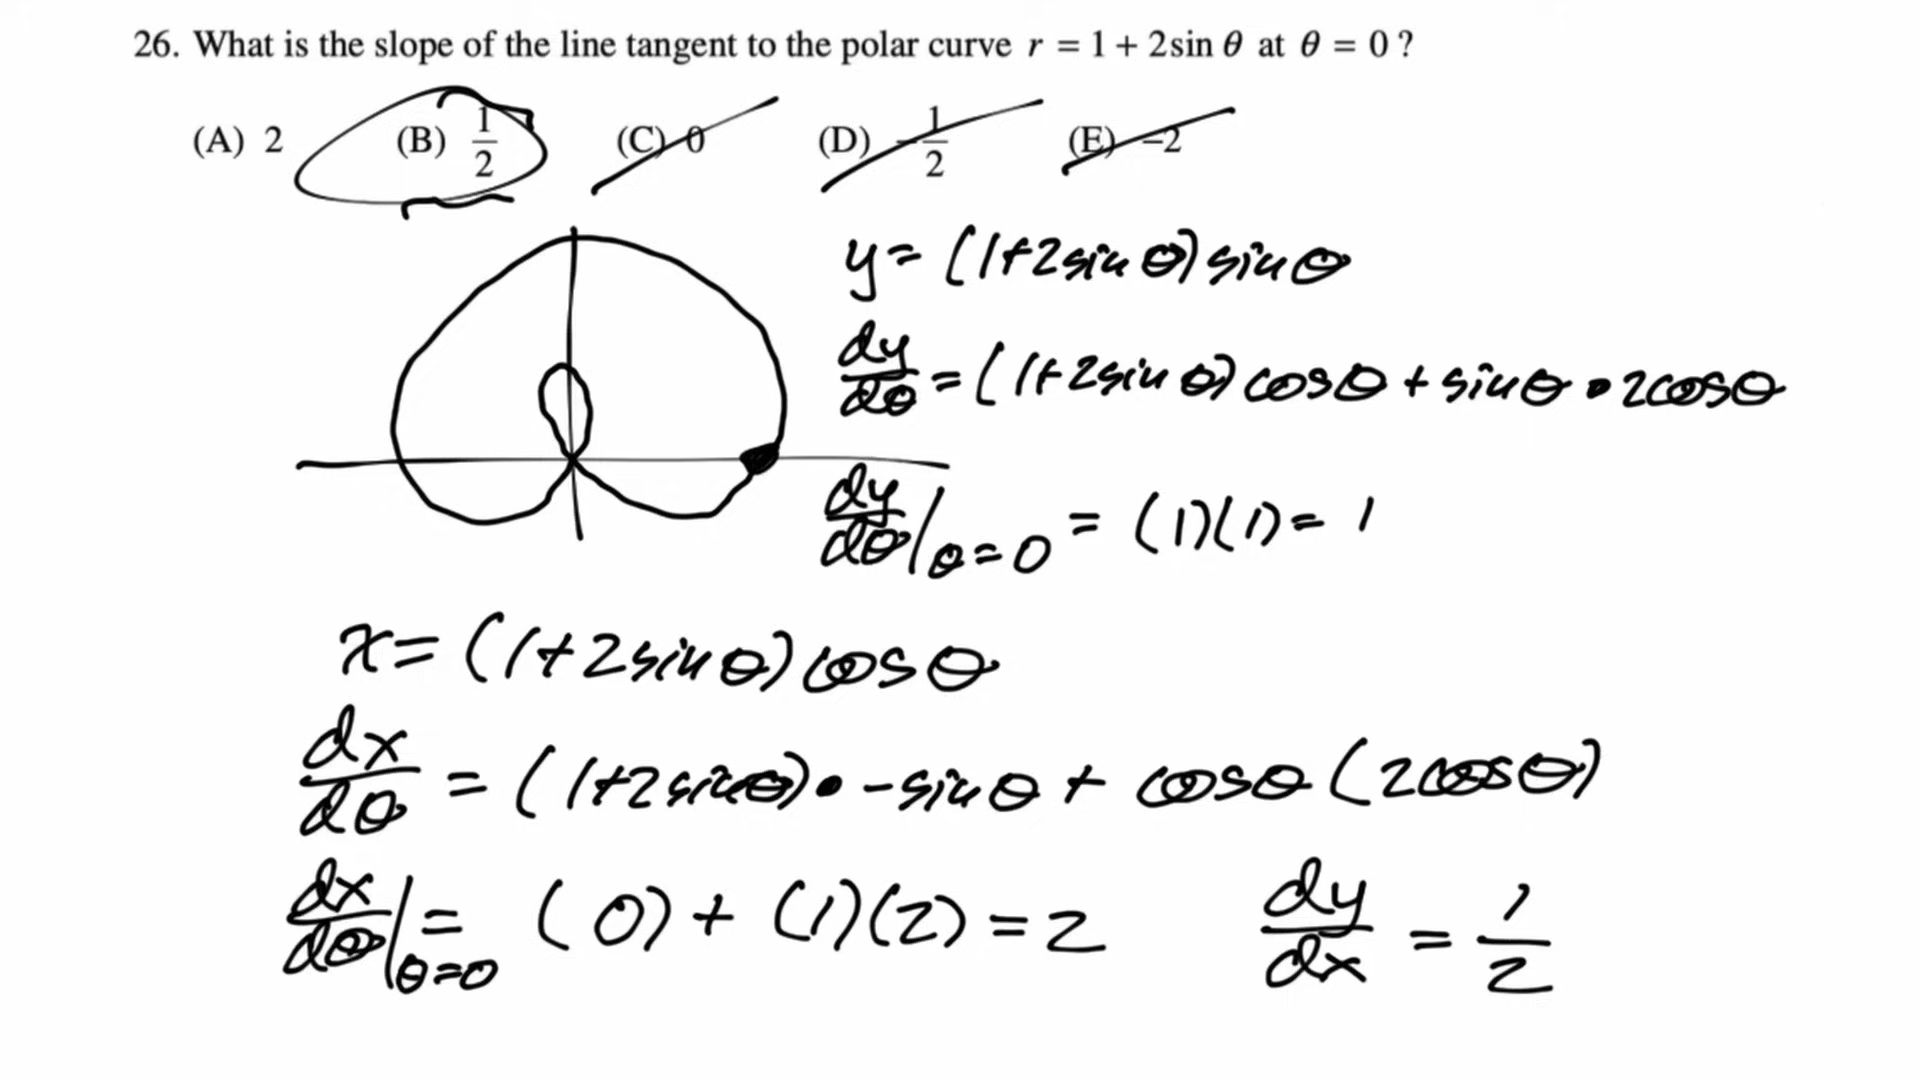 26. What is the slope of the line tangent to the polar curve r = 1 + 2sin θ at θ = 0 ?
(A) 2 (B) 1/2 (C) 0 (D) −1/2 (E) −2
y = (1+2sin θ) sin θ
dy/dθ = (1+2sin θ) cos θ + sin θ • 2cos θ
dy/dθ|θ=0 = (1)(1) = 1
x = (1+2sin θ) cos θ
dx/dθ = (1+2sin θ) • -sin θ + cos θ (2cos θ)
dx/dθ|θ=0 = (0) + (1)(2) = 2
dy/dx = 1/2